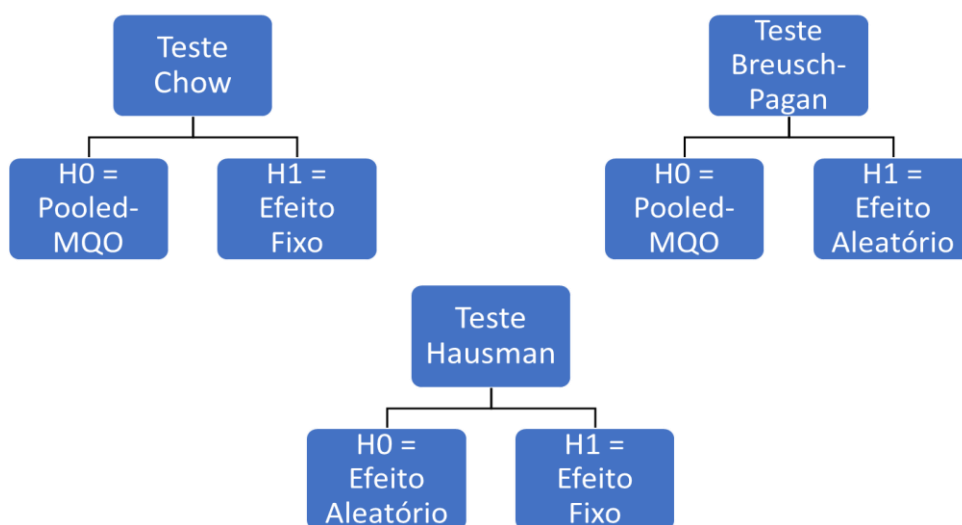 Teste
Chow
H0 =
Pooled-
MQO
H1 =
Efeito
Fixo
Teste
Breusch-
Pagan
H0 =
Pooled-
MQO
H1 =
Efeito
Aleatório
Teste
Hausman
H0 =
Efeito
Aleatório
H1 =
Efeito
Fixo